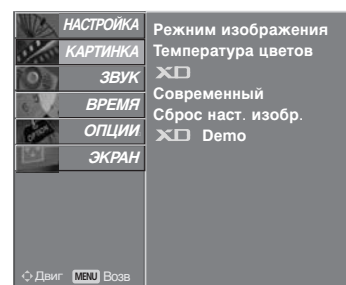 НАСТРОЙКА
КАРТИНКА
ЗВУК
ВРЕМЯ
ОПЦИИ
ЭКРАН
Режним изображения
Температура цветов
XD
Современный
Сброс наст. изобр.
XD Demo
Двиг MENU Возв